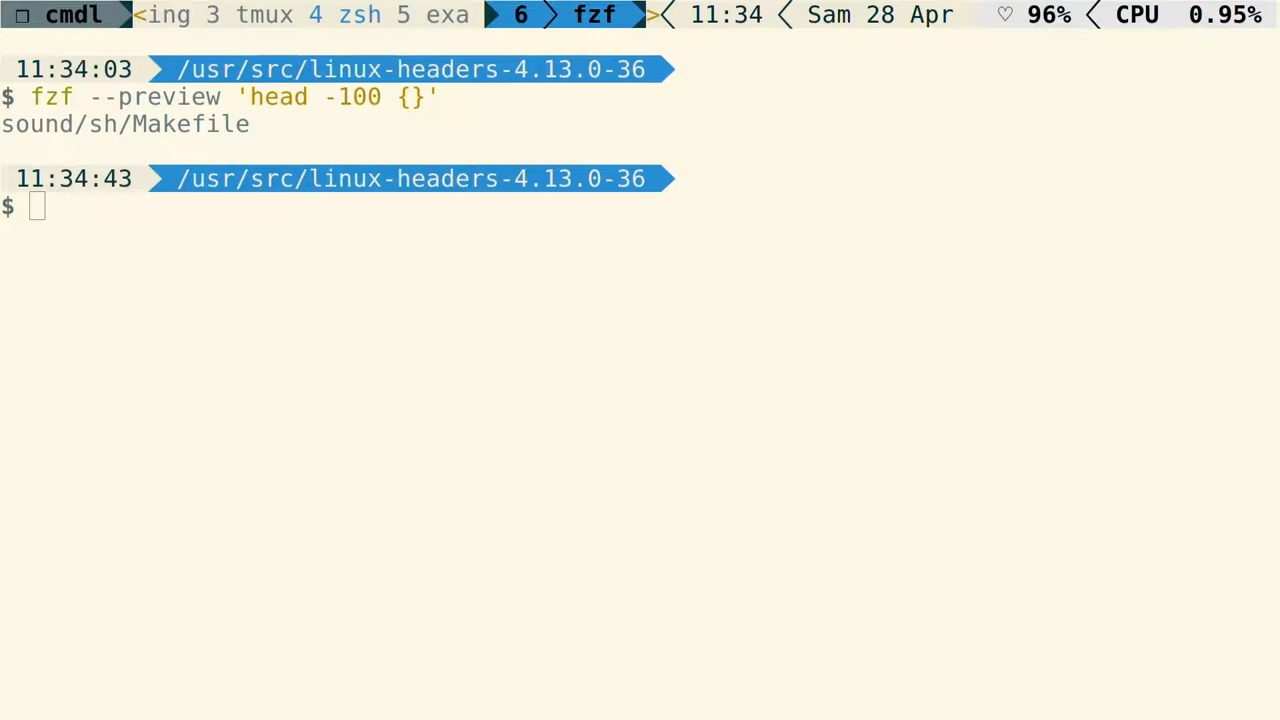 ❐ cmdl <ing 3 tmux 4 zsh 5 exa 6 fzf > 11:34 Sam 28 Apr ♡ 96% CPU 0.95%
11:34:03 /usr/src/linux-headers-4.13.0-36
$ fzf --preview 'head -100 {}'
sound/sh/Makefile
11:34:43 /usr/src/linux-headers-4.13.0-36
$